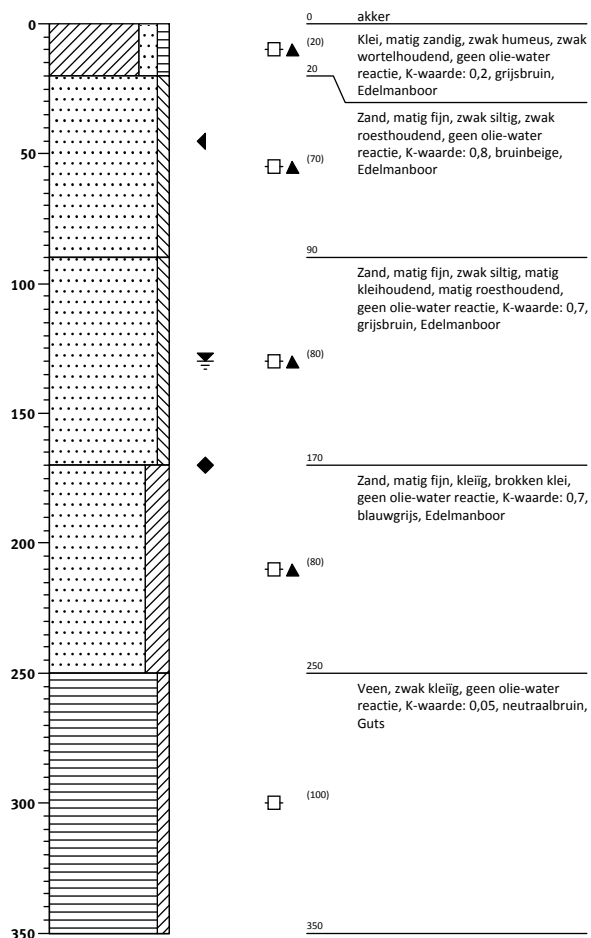 0
50
100
150
200
250
300
350
0 akker
(20)
Klei, matig zandig, zwak humeus, zwak
wortelhoudend, geen olie-water
reactie, K-waarde: 0,2, grijsbruin,
Edelmanboor
20
Zand, matig fijn, zwak siltig, zwak
roesthoudend, geen olie-water
reactie, K-waarde: 0,8, bruinbeige,
Edelmanboor
(70)
90
Zand, matig fijn, zwak siltig, matig
kleihoudend, matig roesthoudend,
geen olie-water reactie, K-waarde: 0,7,
grijsbruin, Edelmanboor
(80)
170
Zand, matig fijn, kleiïg, brokken klei,
geen olie-water reactie, K-waarde: 0,7,
blauwgrijs, Edelmanboor
(80)
250
Veen, zwak kleiïg, geen olie-water
reactie, K-waarde: 0,05, neutraalbruin,
Guts
(100)
350